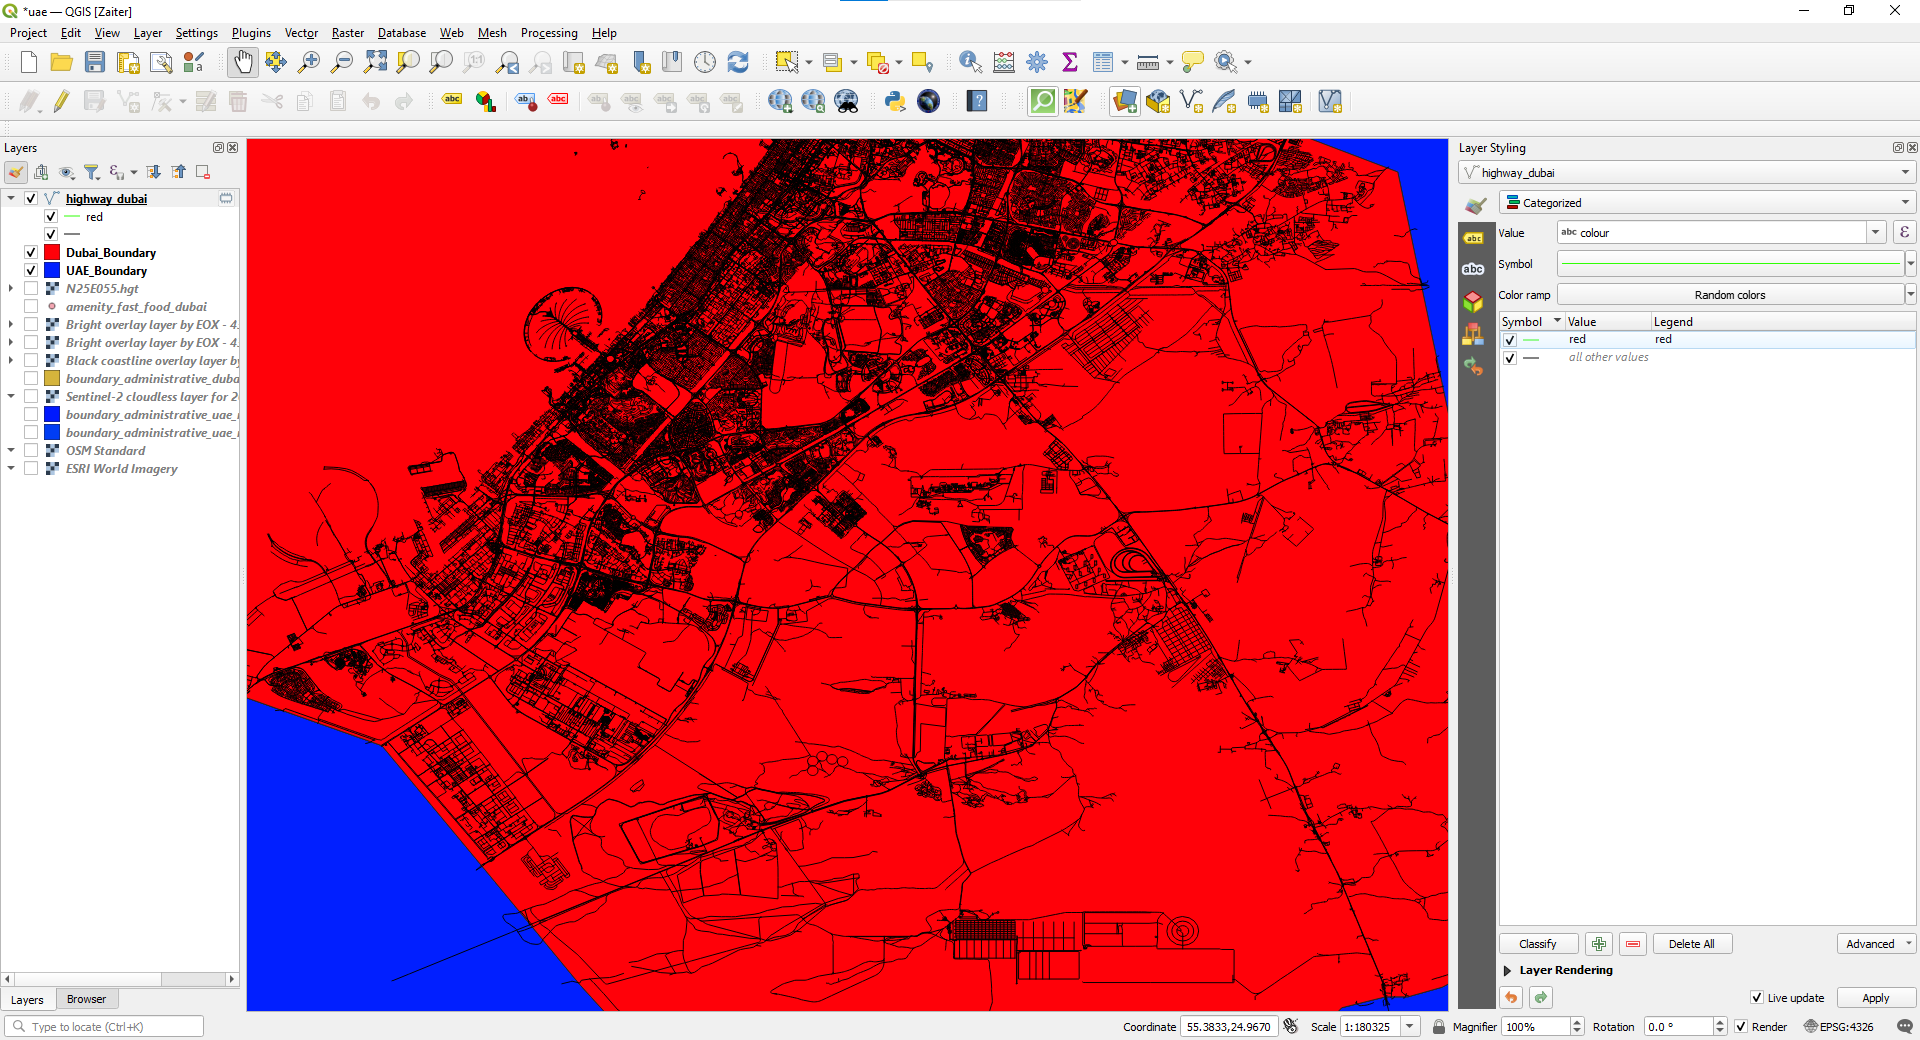 *uae — QGIS [Zaiter]
Project Edit View Layer Settings Plugins Vector Raster Database Web Mesh Processing Help
Layers
highway_dubai
red
Dubai_Boundary
UAE_Boundary
N25E055.hgt
amenity_fast_food_dubai
Bright overlay layer by EOX - 4.
Bright overlay layer by EOX - 4.
Black coastline overlay layer by
boundary_administrative_duba
Sentinel-2 cloudless layer for 2
boundary_administrative_uae_
boundary_administrative_uae_
OSM Standard
ESRI World Imagery
Layers Browser
Type to locate (Ctrl+K)
Layer Styling
highway_dubai
Categorized
Value abc colour ε
Symbol
Color ramp Random colors
Symbol Value Legend
red red
all other values
Classify Delete All Advanced
Layer Rendering
Live update Apply
Coordinate 55.3833,24.9670 Scale 1:180325 Magnifier 100% Rotation 0.0 ° Render EPSG:4326